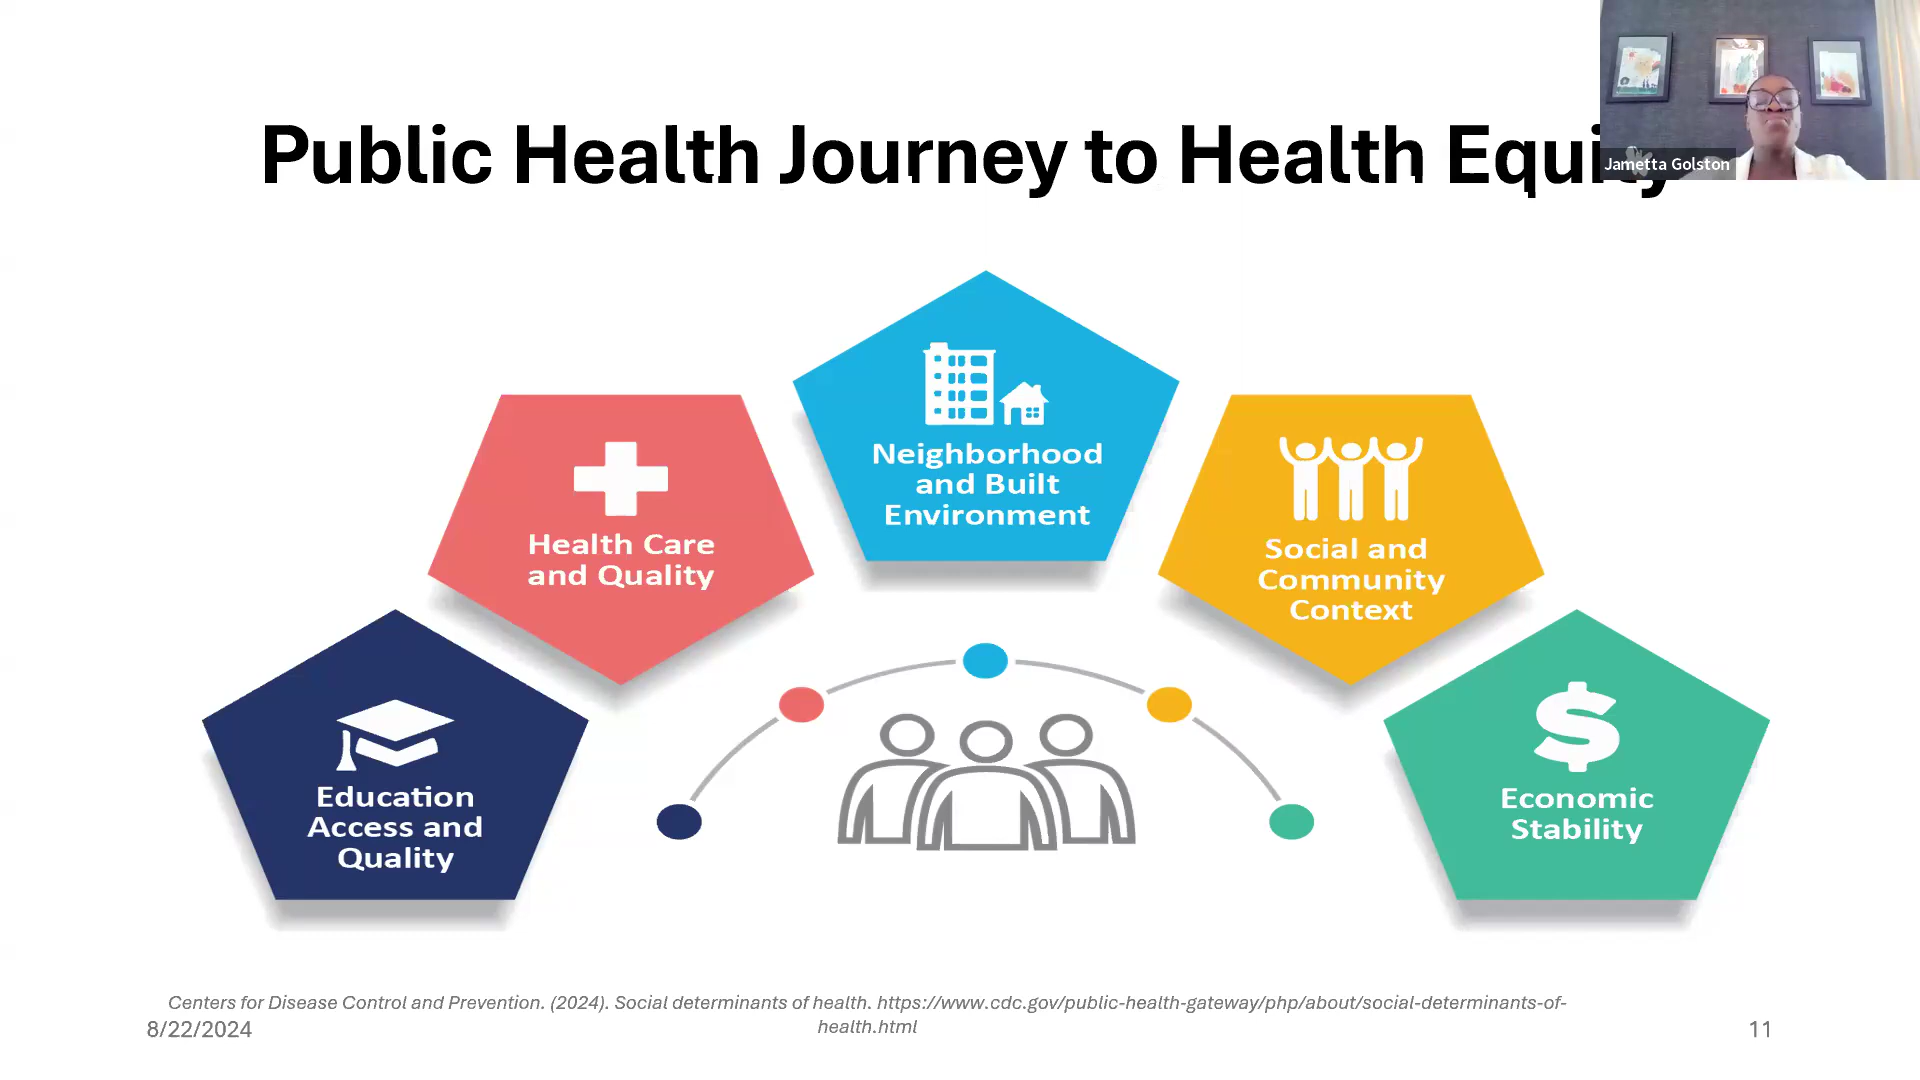 Public Health Journey to Health Equity
Jametta Golston
Neighborhood
and Built
Environment
Health Care
and Quality
Social and
Community
Context
Education
Access and
Quality
Economic
Stability
Centers for Disease Control and Prevention. (2024). Social determinants of health. https://www.cdc.gov/public-health-gateway/php/about/social-determinants-of-
health.html
8/22/2024
11